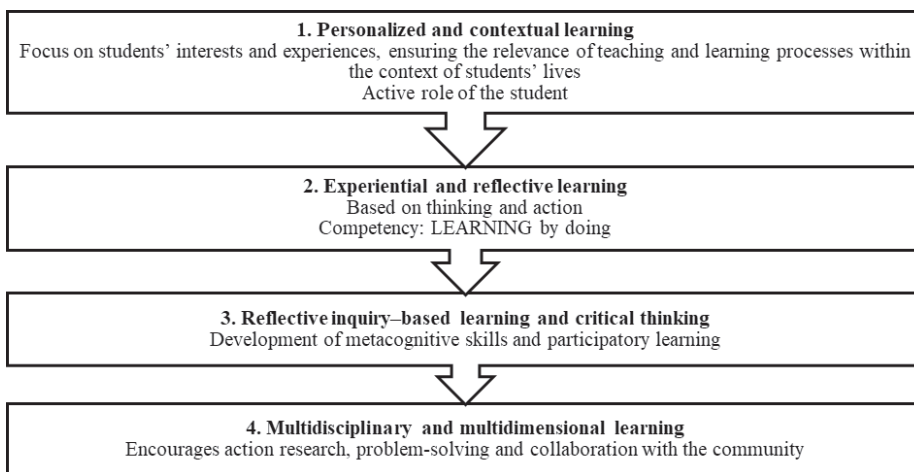 1. Personalized and contextual learning
Focus on students’ interests and experiences, ensuring the relevance of teaching and learning processes within
the context of students’ lives
Active role of the student
2. Experiential and reflective learning
Based on thinking and action
Competency: LEARNING by doing
3. Reflective inquiry–based learning and critical thinking
Development of metacognitive skills and participatory learning
4. Multidisciplinary and multidimensional learning
Encourages action research, problem-solving and collaboration with the community